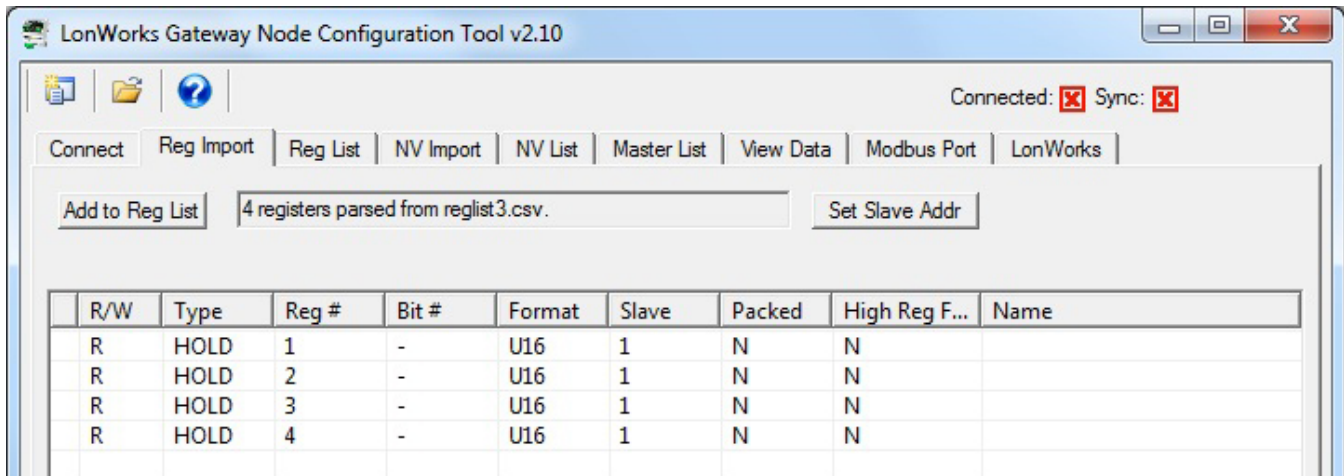 LonWorks Gateway Node Configuration Tool v2.10
Connected: Sync:
Connect Reg Import Reg List NV Import NV List Master List View Data Modbus Port LonWorks
Add to Reg List 4 registers parsed from reglist3.csv. Set Slave Addr
R/W Type Reg # Bit # Format Slave Packed High Reg F... Name
R HOLD 1 - U16 1 N N
R HOLD 2 - U16 1 N N
R HOLD 3 - U16 1 N N
R HOLD 4 - U16 1 N N